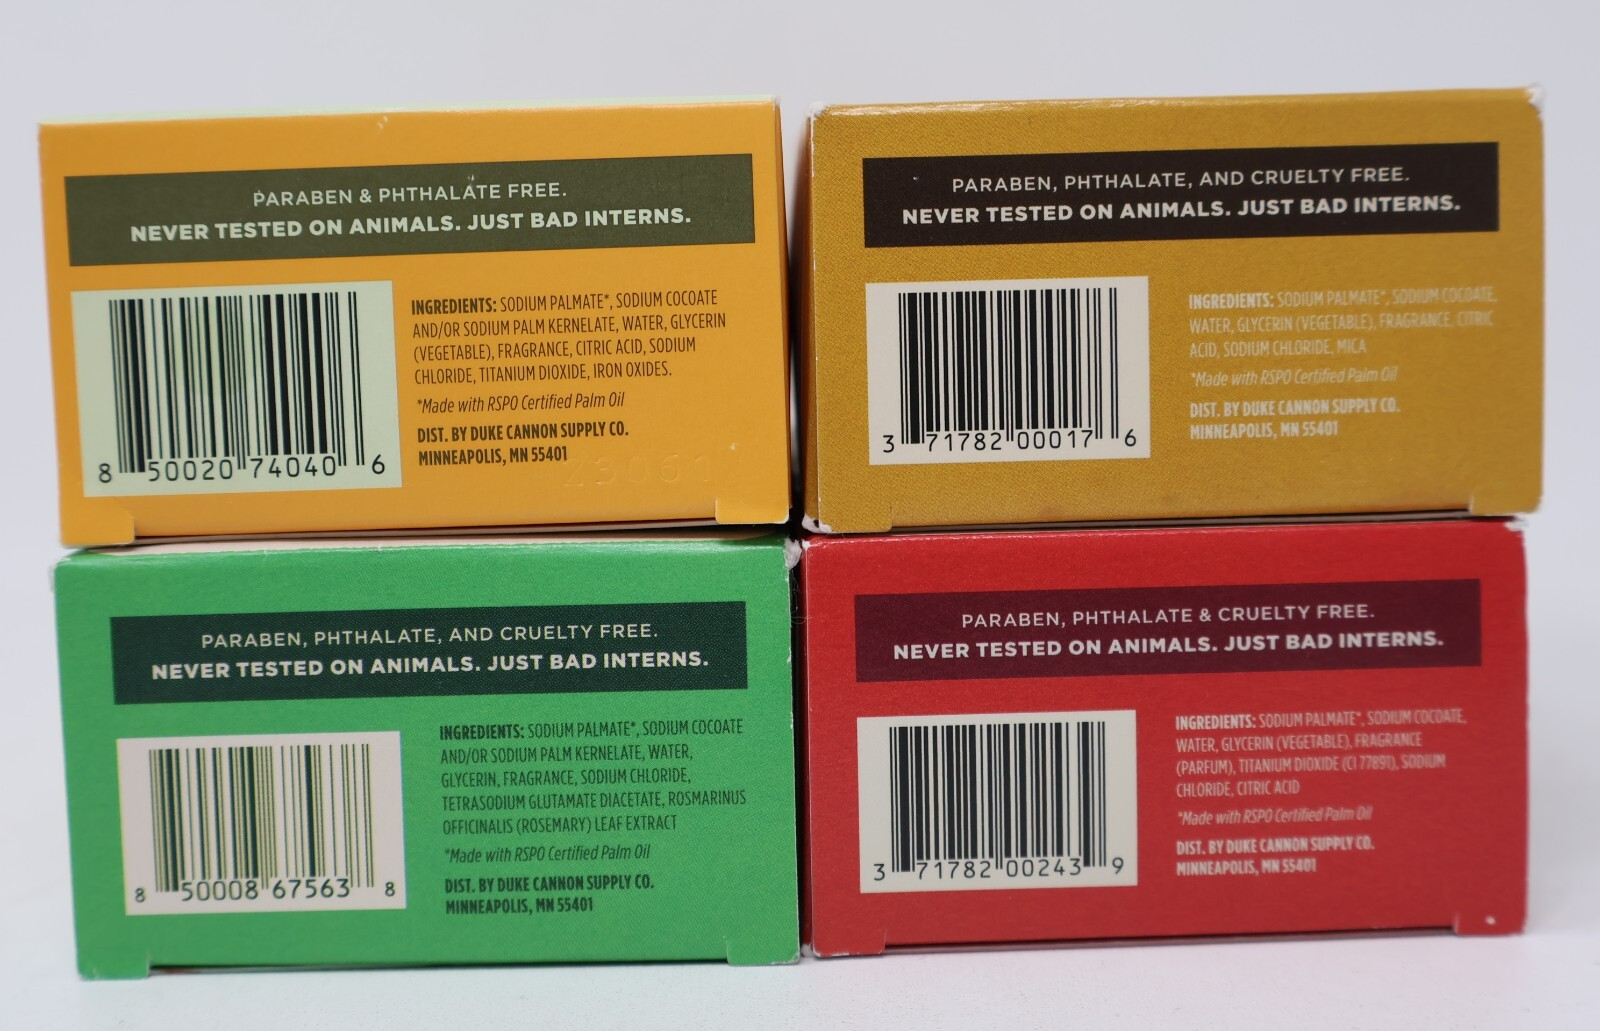 PARABEN & PHTHALATE FREE.
NEVER TESTED ON ANIMALS. JUST BAD INTERNS.
INGREDIENTS: SODIUM PALMATE*, SODIUM COCOATE
AND/OR SODIUM PALM KERNELATE, WATER, GLYCERIN
(VEGETABLE), FRAGRANCE, CITRIC ACID, SODIUM
CHLORIDE, TITANIUM DIOXIDE, IRON OXIDES.
*Made with RSPO Certified Palm Oil
DIST. BY DUKE CANNON SUPPLY CO.
MINNEAPOLIS, MN 55401
23061
8 50020 74040 6
PARABEN, PHTHALATE, AND CRUELTY FREE.
NEVER TESTED ON ANIMALS. JUST BAD INTERNS.
INGREDIENTS: SODIUM PALMATE*, SODIUM COCOATE,
WATER, GLYCERIN (VEGETABLE), FRAGRANCE, CITRIC
ACID, SODIUM CHLORIDE, MICA
*Made with RSPO Certified Palm Oil
DIST. BY DUKE CANNON SUPPLY CO.
MINNEAPOLIS, MN 55401
3 71782 00017 6
PARABEN, PHTHALATE, AND CRUELTY FREE.
NEVER TESTED ON ANIMALS. JUST BAD INTERNS.
INGREDIENTS: SODIUM PALMATE*, SODIUM COCOATE
AND/OR SODIUM PALM KERNELATE, WATER,
GLYCERIN, FRAGRANCE, SODIUM CHLORIDE,
TETRASODIUM GLUTAMATE DIACETATE, ROSMARINUS
OFFICINALIS (ROSEMARY) LEAF EXTRACT
*Made with RSPO Certified Palm Oil
DIST. BY DUKE CANNON SUPPLY CO.
MINNEAPOLIS, MN 55401
8 50008 67563 8
PARABEN, PHTHALATE & CRUELTY FREE.
NEVER TESTED ON ANIMALS. JUST BAD INTERNS.
INGREDIENTS: SODIUM PALMATE*, SODIUM COCOATE,
WATER, GLYCERIN (VEGETABLE), FRAGRANCE
(PARFUM), TITANIUM DIOXIDE (CI 77891), SODIUM
CHLORIDE, CITRIC ACID
*Made with RSPO Certified Palm Oil
DIST. BY DUKE CANNON SUPPLY CO.
MINNEAPOLIS, MN 55401
3 71782 00243 9